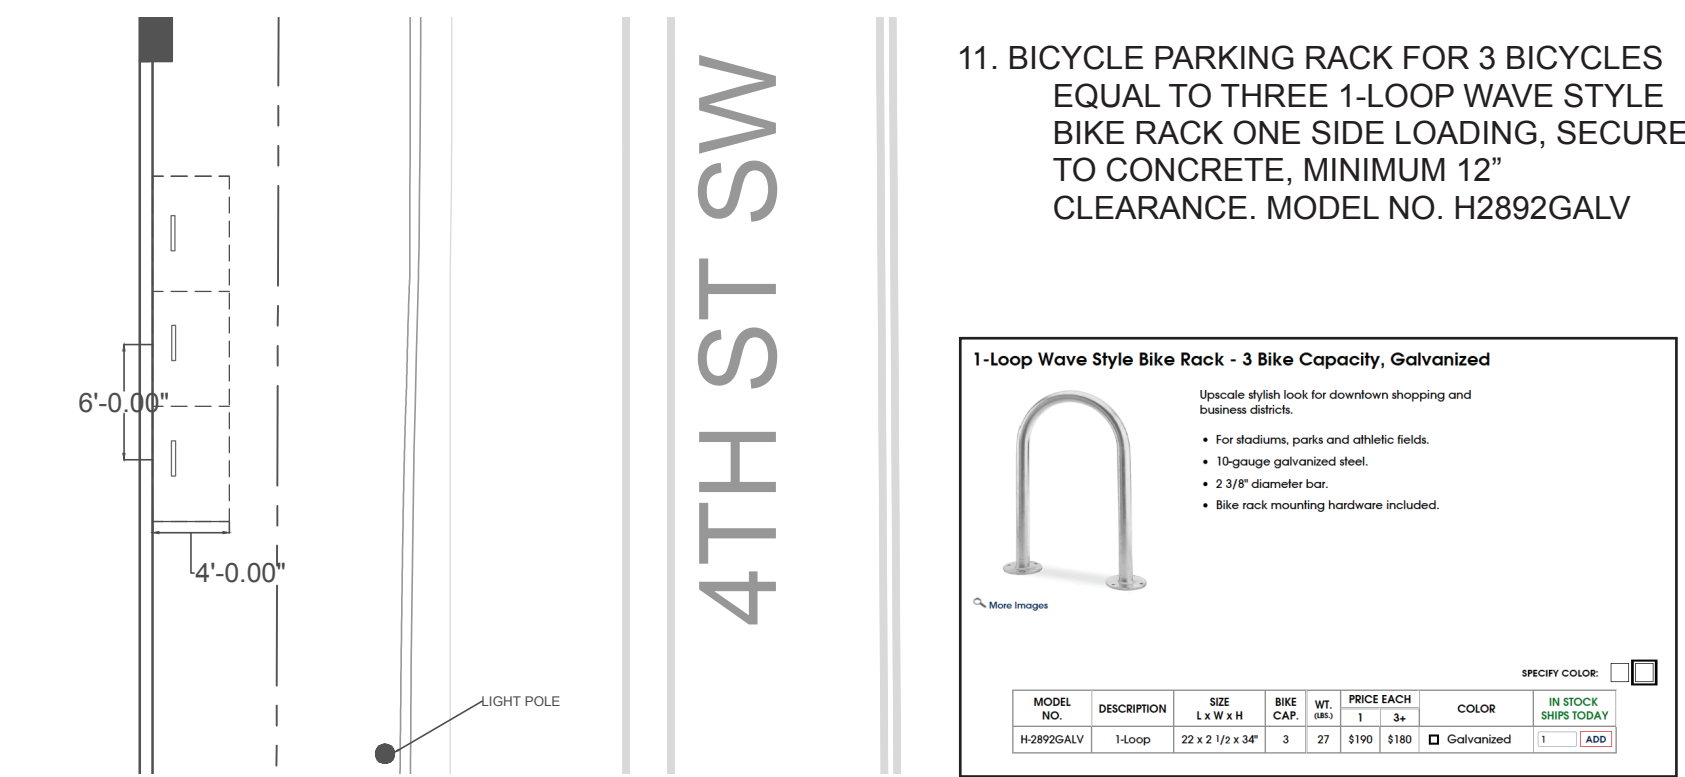 6'-0.00"
4'-0.00"
LIGHT POLE
4TH ST SW
11. BICYCLE PARKING RACK FOR 3 BICYCLES
EQUAL TO THREE 1-LOOP WAVE STYLE
BIKE RACK ONE SIDE LOADING, SECURE
TO CONCRETE, MINIMUM 12”
CLEARANCE. MODEL NO. H2892GALV
1-Loop Wave Style Bike Rack - 3 Bike Capacity, Galvanized
Upscale stylish look for downtown shopping and
business districts.
• For stadiums, parks and athletic fields.
• 10-gauge galvanized steel.
• 2 3/8" diameter bar.
• Bike rack mounting hardware included.
More Images
SPECIFY COLOR:
MODEL NO. DESCRIPTION SIZE L x W x H BIKE CAP. WT. (LBS.) PRICE EACH 1 3+ COLOR IN STOCK SHIPS TODAY
H-2892GALV 1-Loop 22 x 2 1/2 x 34" 3 27 $190 $180 Galvanized 1 ADD